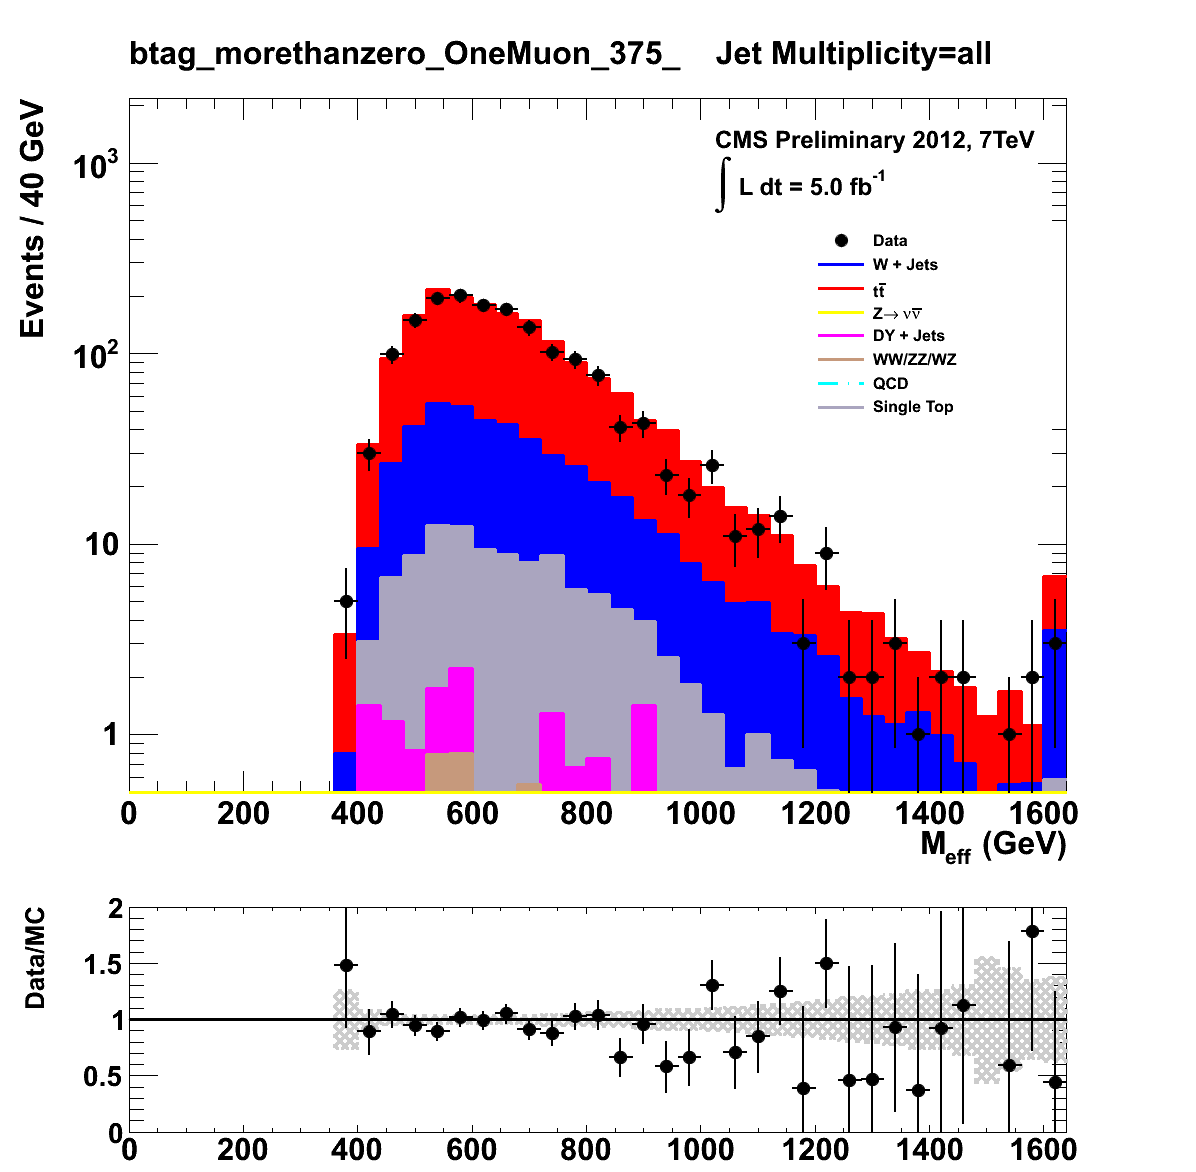 btag_morethanzero_OneMuon_375_ Jet Multiplicity=all
Events / 40 GeV
CMS Preliminary 2012, 7TeV
∫ L dt = 5.0 fb⁻¹
Data
W + Jets
tt̅
Z→ νν̅
DY + Jets
WW/ZZ/WZ
QCD
Single Top
10³
10²
10
1
0 200 400 600 800 1000 1200 1400 1600
M_eff (GeV)
Data/MC
2
1.5
1
0.5
0
0 200 400 600 800 1000 1200 1400 1600